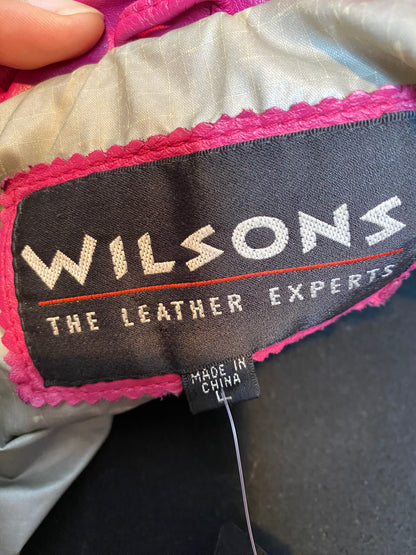 WILSONS
THE LEATHER EXPERTS
MADE IN
CHINA
L